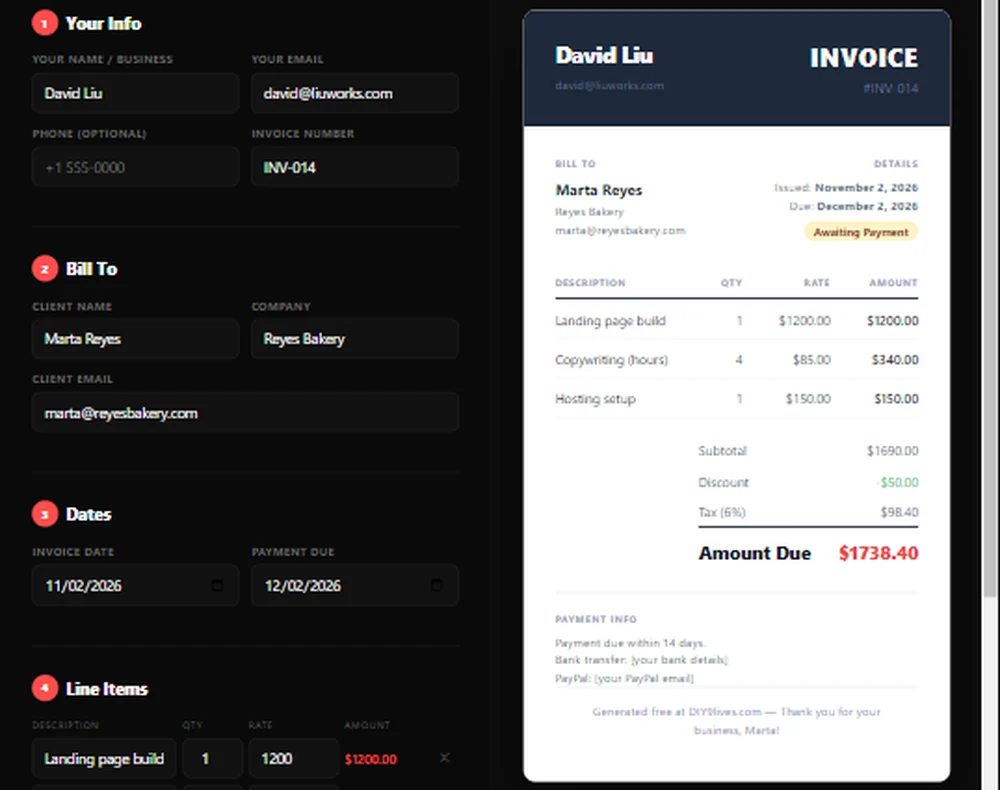 1 Your Info
YOUR NAME / BUSINESS YOUR EMAIL
David Liu david@liuworks.com
PHONE (OPTIONAL) INVOICE NUMBER
+1 555-0000 INV-014
2 Bill To
CLIENT NAME COMPANY
Marta Reyes Reyes Bakery
CLIENT EMAIL
marta@reyesbakery.com
3 Dates
INVOICE DATE PAYMENT DUE
11/02/2026 12/02/2026
4 Line Items
DESCRIPTION QTY RATE AMOUNT
Landing page build 1 1200 $1200.00 ×
David Liu INVOICE
david@liuworks.com #INV-014
BILL TO DETAILS
Marta Reyes Issued: November 2, 2026
Reyes Bakery Due: December 2, 2026
marta@reyesbakery.com Awaiting Payment
DESCRIPTION QTY RATE AMOUNT
Landing page build 1 $1200.00 $1200.00
Copywriting (hours) 4 $85.00 $340.00
Hosting setup 1 $150.00 $150.00
Subtotal $1690.00
Discount -$50.00
Tax (6%) $98.40
Amount Due $1738.40
PAYMENT INFO
Payment due within 14 days.
Bank transfer: [your bank details]
PayPal: [your PayPal email]
Generated free at DIY9lives.com — Thank you for your
business, Marta!